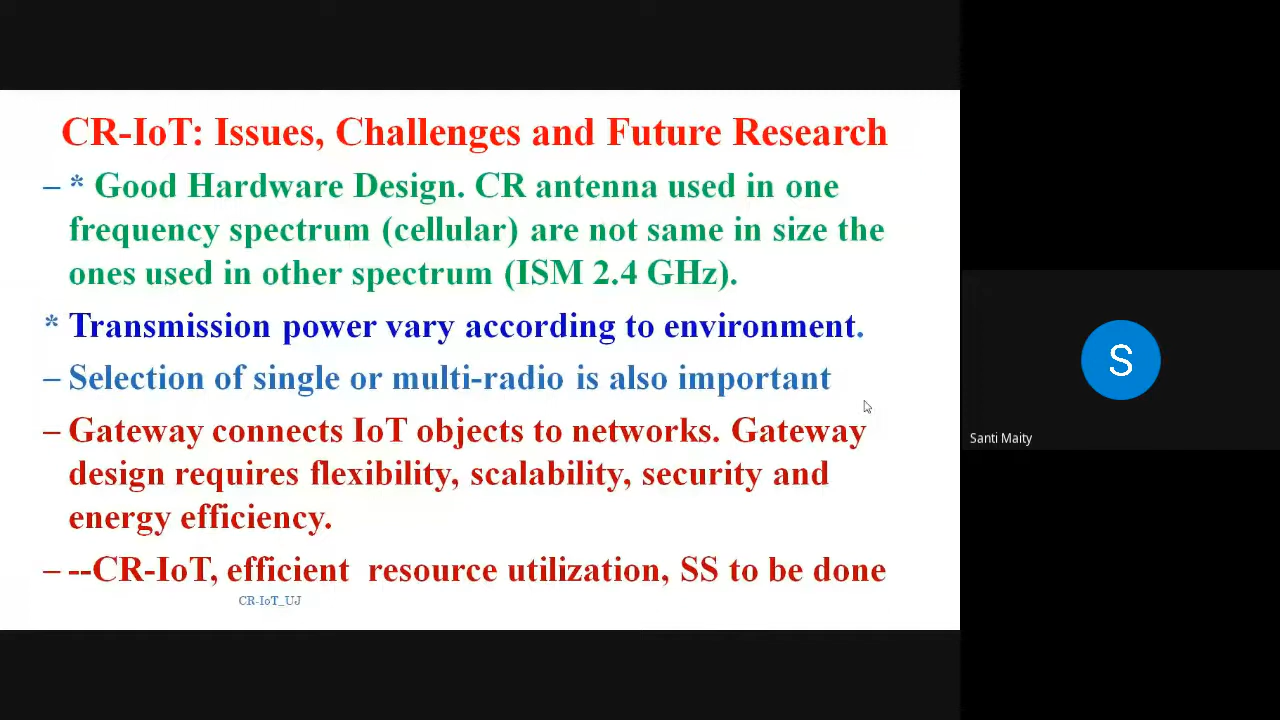 CR-IoT: Issues, Challenges and Future Research
– * Good Hardware Design. CR antenna used in one
frequency spectrum (cellular) are not same in size the
ones used in other spectrum (ISM 2.4 GHz).
* Transmission power vary according to environment.
– Selection of single or multi-radio is also important
– Gateway connects IoT objects to networks. Gateway
design requires flexibility, scalability, security and
energy efficiency.
– --CR-IoT, efficient resource utilization, SS to be done
CR-IoT_UJ
S
Santi Maity